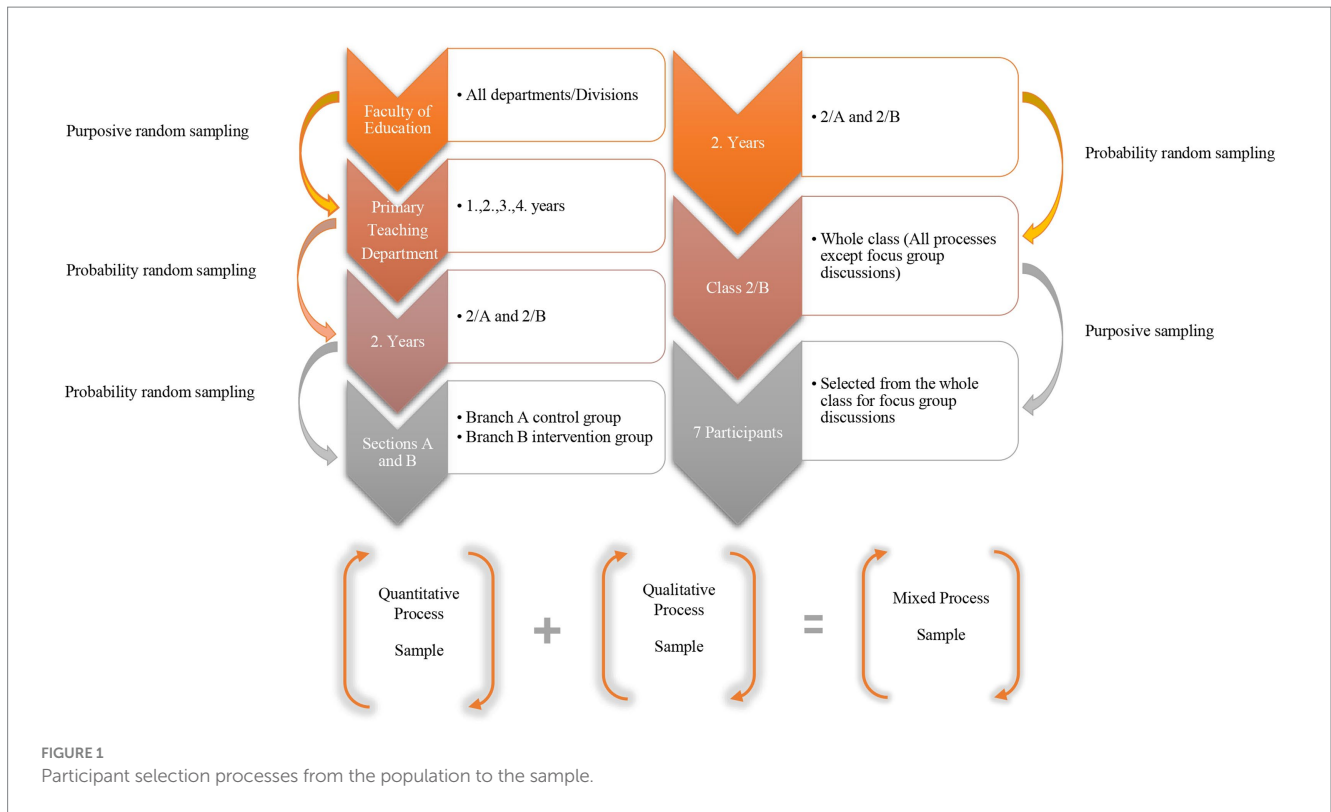 Purposive random sampling
Faculty of
Education
• All departments/Divisions
Probability random sampling
Primary
Teaching
Department
• 1.,2.,3.,4. years
Probability random sampling
2. Years
• 2/A and 2/B
Sections A
and B
• Branch A control group
• Branch B intervention group
2. Years
• 2/A and 2/B
Probability random sampling
Class 2/B
• Whole class (All processes
except focus group
discussions)
Purposive sampling
7 Participants
• Selected from the whole
class for focus group
discussions
Quantitative
Process
Sample
+
Qualitative
Process
Sample
=
Mixed Process
Sample
FIGURE 1
Participant selection processes from the population to the sample.